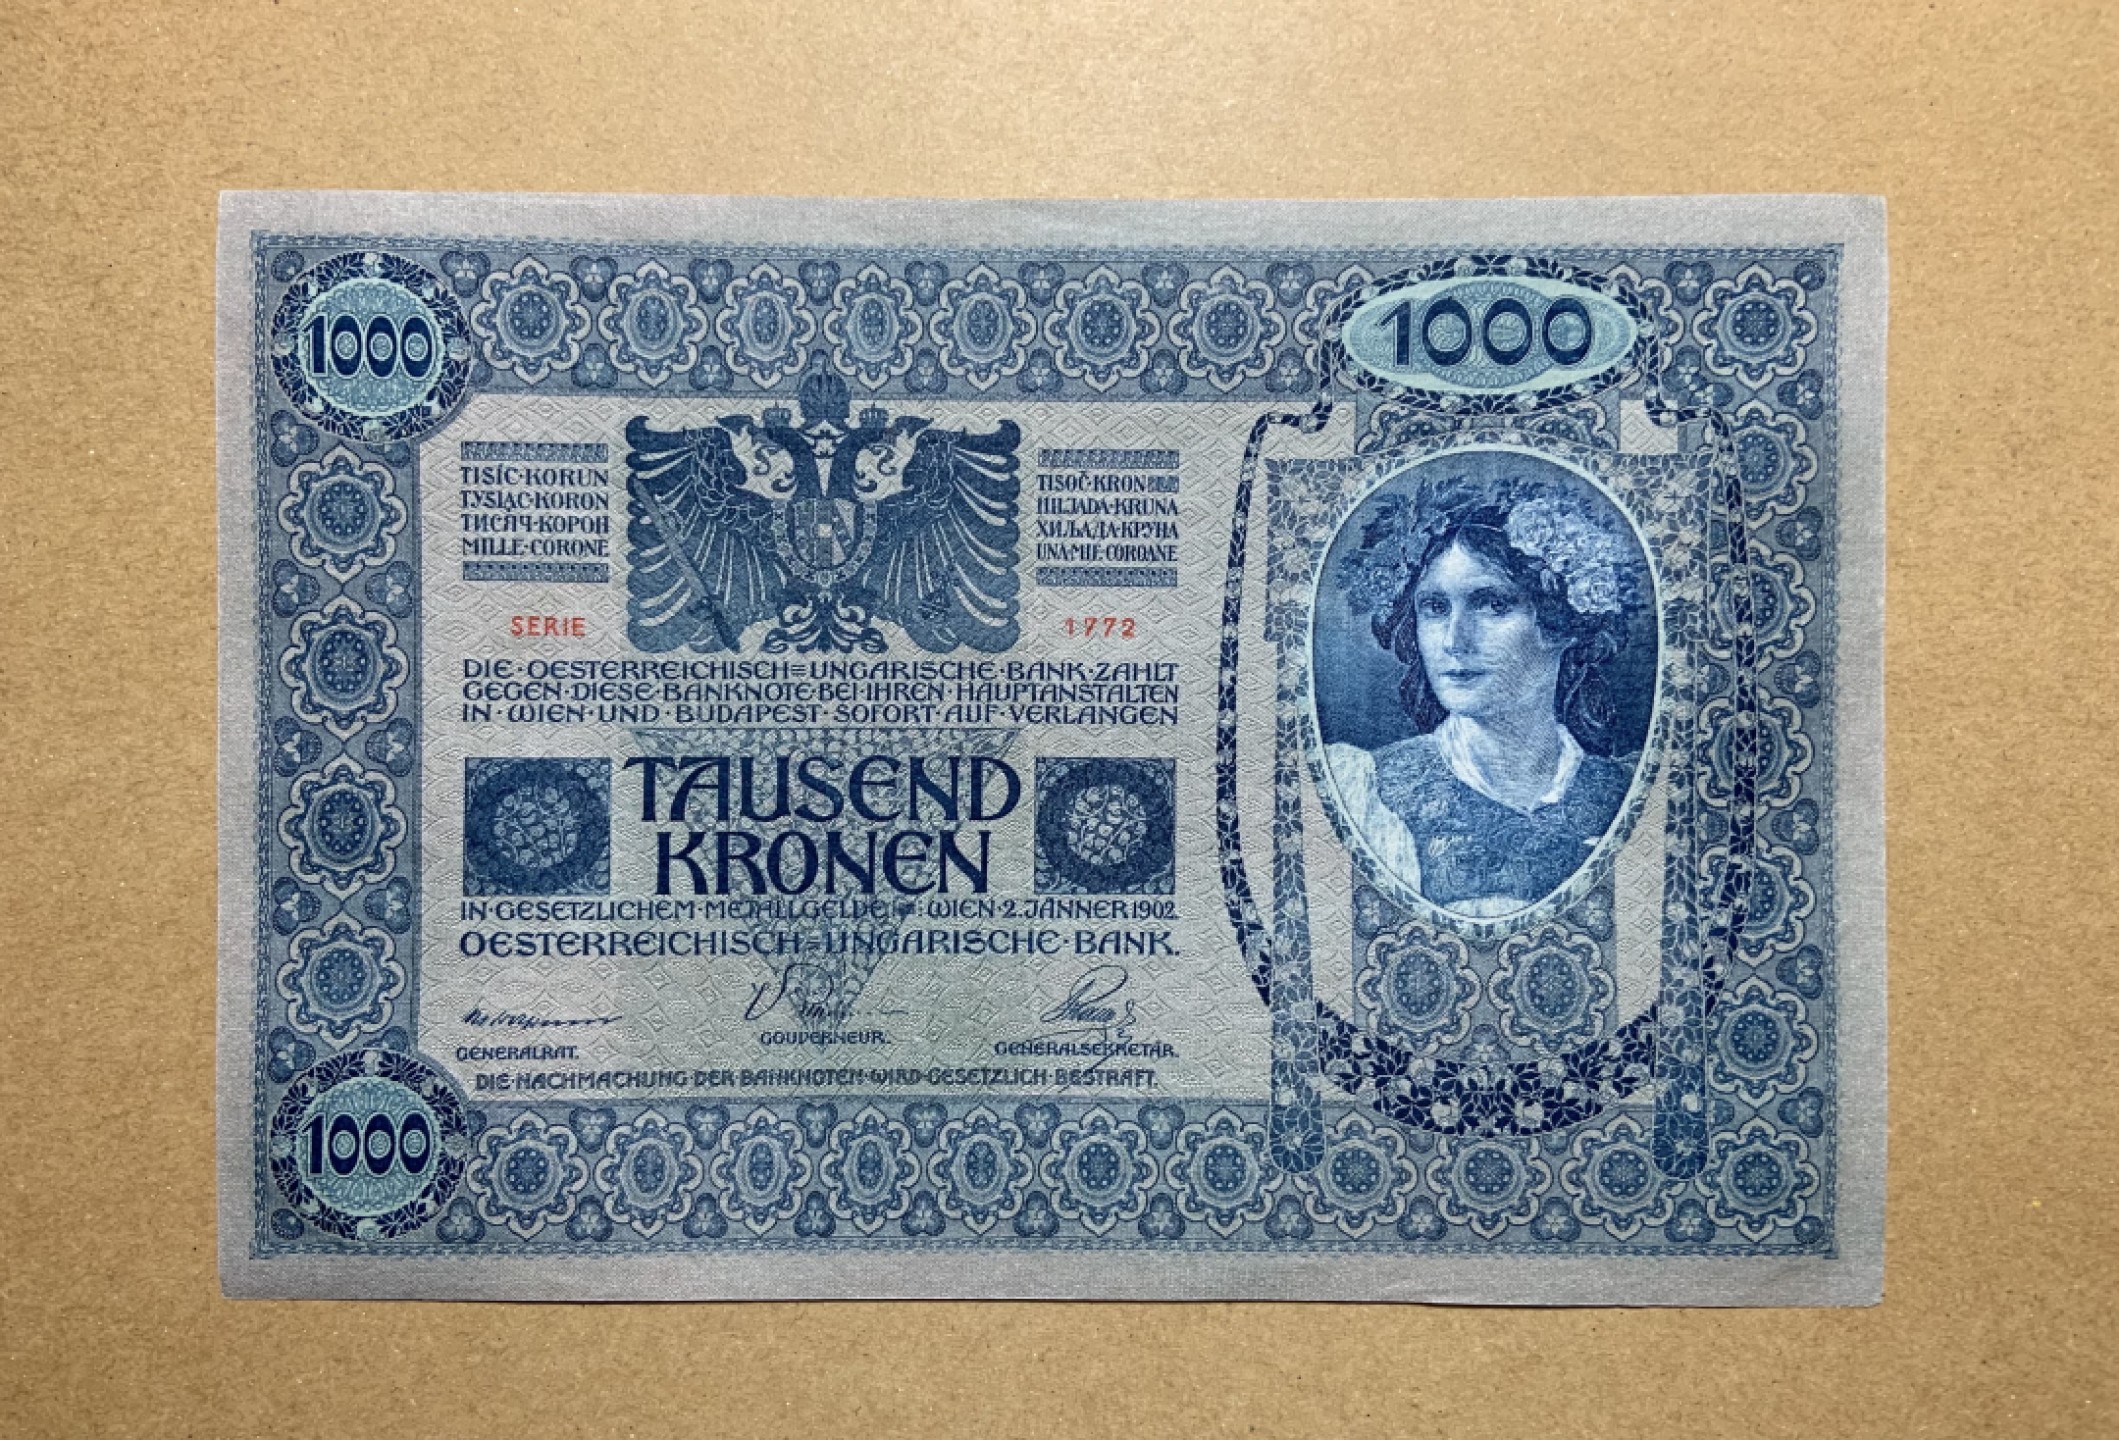 1000
1000
TISÍC·KORUN
TYSIĄC·KORON
ТИСЯЧ·КОРОН
MILLE·CORONE
TISOČ·KRON
HILJADA·KRUNA
ХИЉАДА·КРУНА
UNA·MIE·COROANE
SERIE 1772
DIE·OESTERREICHISCH=UNGARISCHE·BANK·ZAHLT
GEGEN·DIESE·BANKNOTE·BEI·IHREN·HAUPTANSTALTEN
IN·WIEN·UND·BUDAPEST·SOFORT·AUF·VERLANGEN
TAUSEND
KRONEN
IN·GESETZLICHEM·METALLGELDE WIEN·2.JÄNNER 1902
OESTERREICHISCH=UNGARISCHE·BANK.
GENERALRAT.
GOUVERNEUR.
GENERALSEKRETÄR.
DIE·NACHMACHUNG DER BANKNOTEN·WIRD·GESETZLICH·BESTRAFT.
1000